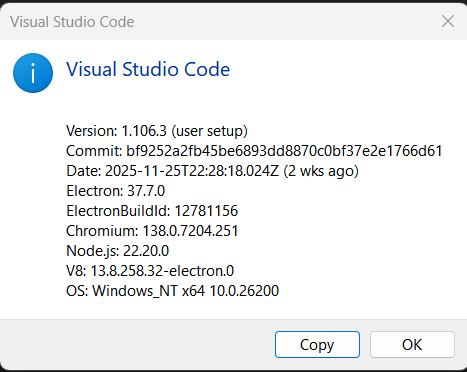 Visual Studio Code
Visual Studio Code
Version: 1.106.3 (user setup)
Commit: bf9252a2fb45be6893dd8870c0bf37e2e1766d61
Date: 2025-11-25T22:28:18.024Z (2 wks ago)
Electron: 37.7.0
ElectronBuildId: 12781156
Chromium: 138.0.7204.251
Node.js: 22.20.0
V8: 13.8.258.32-electron.0
OS: Windows_NT x64 10.0.26200
Copy
OK